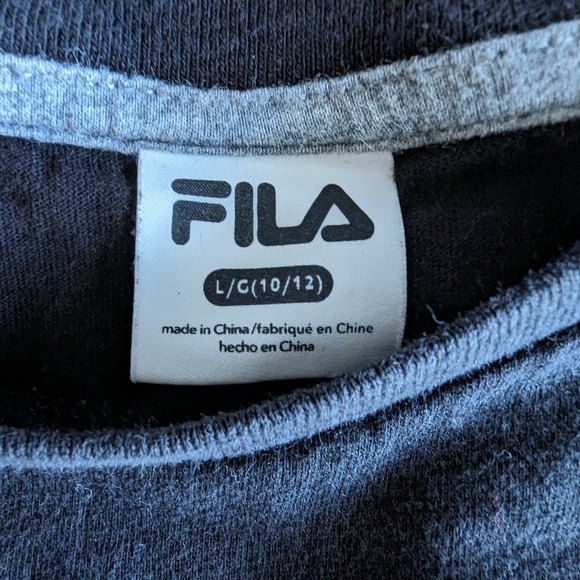 FILA
L/G(10/12)
made in China/fabriqué en Chine
hecho en China